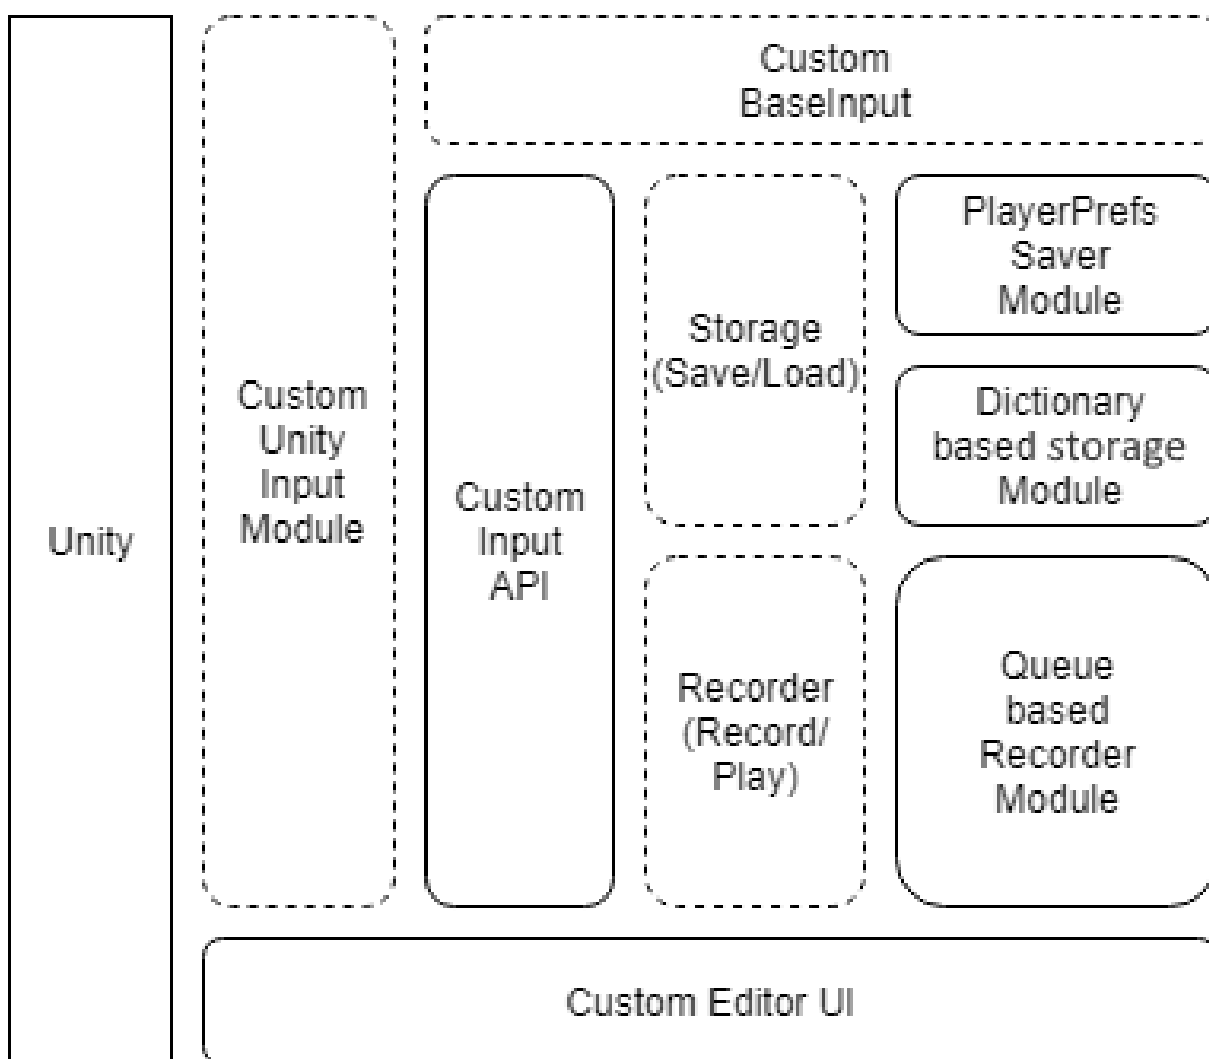 Custom
BaseInput
PlayerPrefs
Saver
Module
Storage
(Save/Load)
Custom
Unity
Input
Module
Dictionary
based storage
Module
Unity
Custom
Input
API
Recorder
(Record/
Play)
Queue
based
Recorder
Module
Custom Editor UI